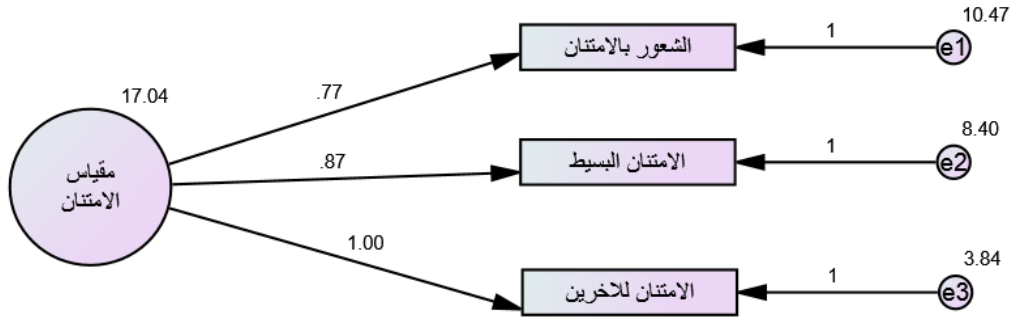 10.47
1
e1
الشعور بالامتنان
17.04
.77
8.40
1
e2
الامتنان البسيط
.87
مقياس
الامتنان
1.00
3.84
1
e3
الامتنان للاخرين